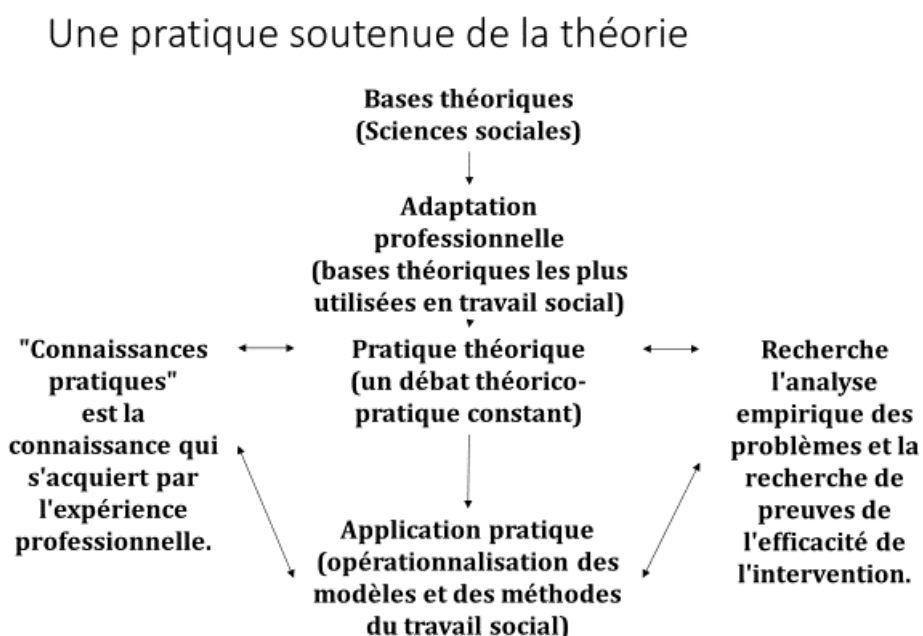 Une pratique soutenue de la théorie
Bases théoriques
(Sciences sociales)
Adaptation
professionnelle
(bases théoriques les plus
utilisées en travail social)
"Connaissances
pratiques"
est la
connaissance qui
s'acquiert par
l'expérience
professionnelle.
Pratique théorique
(un débat théorico-
pratique constant)
Recherche
l'analyse
empirique des
problèmes et la
recherche de
preuves de
l'efficacité de
l'intervention.
Application pratique
(opérationnalisation des
modèles et des méthodes
du travail social)